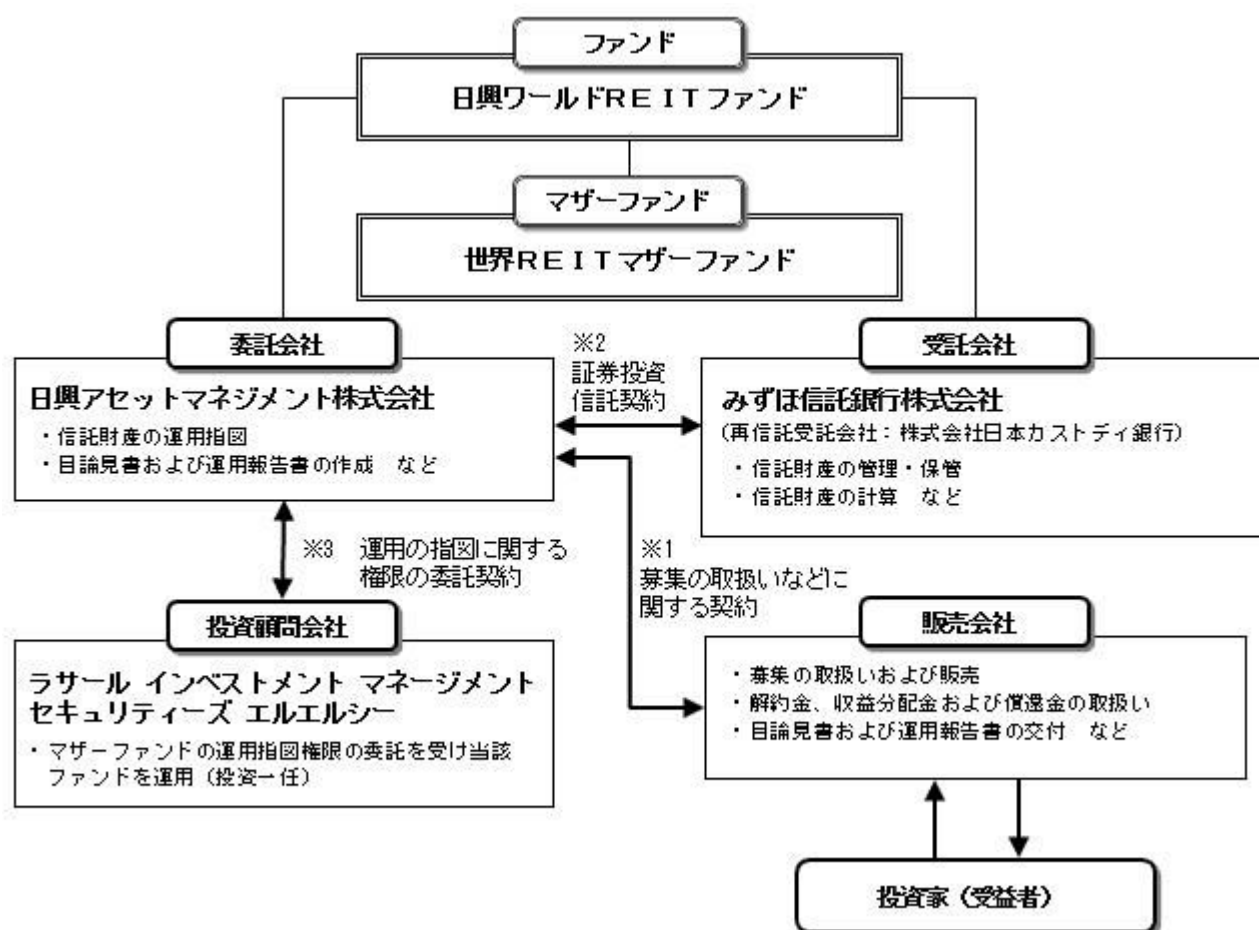 ファンド
日興ワールドREITファンド
マザーファンド
世界REITマザーファンド
委託会社
日興アセットマネジメント株式会社
・信託財産の運用指図
・目論見書および運用報告書の作成 など
※2
証券投資
信託契約
受託会社
みずほ信託銀行株式会社
(再信託受託会社:株式会社日本カストディ銀行)
・信託財産の管理・保管
・信託財産の計算 など
※3 運用の指図に関する
権限の委託契約
※1
募集の取扱いなどに
関する契約
投資顧問会社
ラサール インベストメント マネージメント
セキュリティーズ エルエルシー
・マザーファンドの運用指図権限の委託を受け当該
ファンドを運用(投資一任)
販売会社
・募集の取扱いおよび販売
・解約金、収益分配金および償還金の取扱い
・目論見書および運用報告書の交付 など
投資家(受益者)